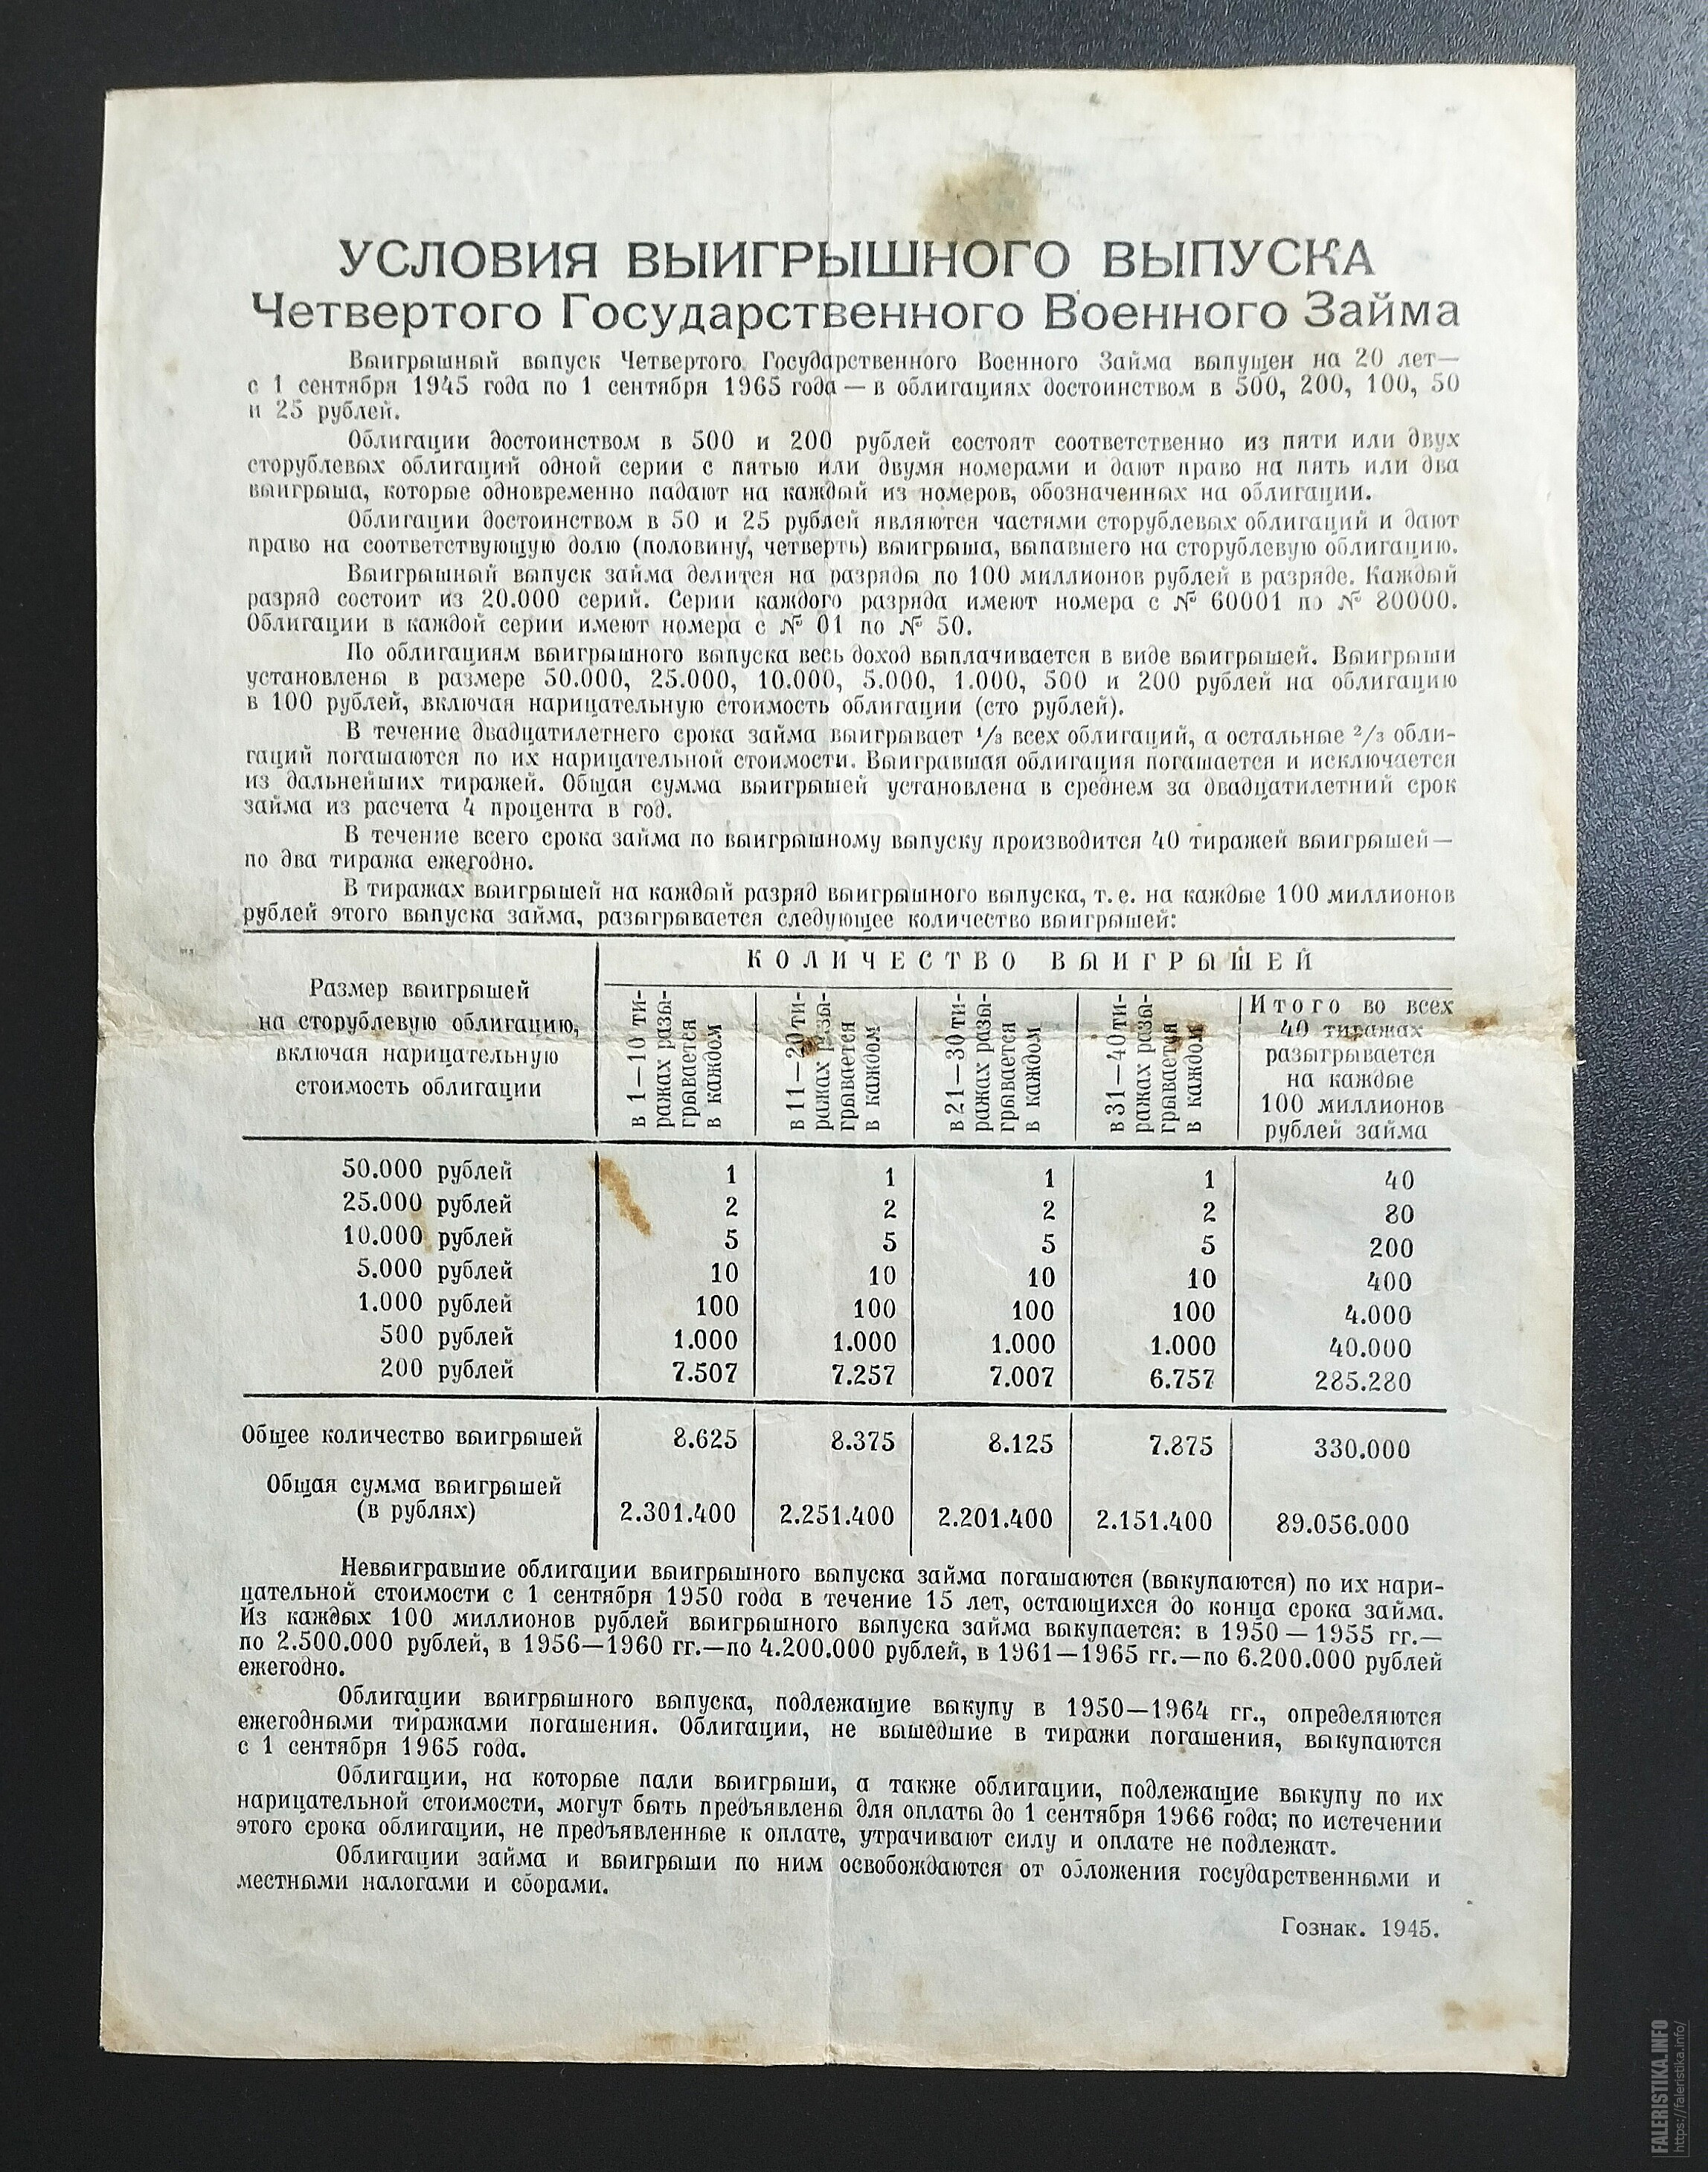 УСЛОВИЯ ВЫИГРЫШНОГО ВЫПУСКА
Четвертого Государственного Военного Займа
Выигрышный выпуск Четвертого Государственного Военного Займа выпущен на 20 лет—
с 1 сентября 1945 года по 1 сентября 1965 года — в облигациях достоинством в 500, 200, 100, 50
и 25 рублей.
Облигации достоинством в 500 и 200 рублей состоят соответственно из пяти или двух
сторублевых облигаций одной серии с пятью или двумя номерами и дают право на пять или два
выигрыша, которые одновременно падают на каждый из номеров, обозначенных на облигации.
Облигации достоинством в 50 и 25 рублей являются частями сторублевых облигаций и дают
право на соответствующую долю (половину, четверть) выигрыша, выпавшего на сторублевую облигацию.
Выигрышный выпуск займа делится на разряды по 100 миллионов рублей в разряде. Каждый
разряд состоит из 20.000 серий. Серии каждого разряда имеют номера с № 60001 по № 80000.
Облигации в каждой серии имеют номера с № 01 по № 50.
По облигациям выигрышного выпуска весь доход выплачивается в виде выигрышей. Выигрыши
установлены в размере 50.000, 25.000, 10.000, 5.000, 1.000, 500 и 200 рублей на облигацию
в 100 рублей, включая нарицательную стоимость облигации (сто рублей).
В течение двадцатилетнего срока займа выигрывает 1/3 всех облигаций, а остальные 2/3 обли-
гаций погашаются по их нарицательной стоимости. Выигравшая облигация погашается и исключается
из дальнейших тиражей. Общая сумма выигрышей установлена в среднем за двадцатилетний срок
займа из расчета 4 процента в год.
В течение всего срока займа по выигрышному выпуску производится 40 тиражей выигрышей—
по два тиража ежегодно.
В тиражах выигрышей на каждый разряд выигрышного выпуска, т. е. на каждые 100 миллионов
рублей этого выпуска займа, разыгрывается следующее количество выигрышей:
Размер выигрышей
на сторублевую облигацию,
включая нарицательную
стоимость облигации
КОЛИЧЕСТВО ВЫИГРЫШЕЙ
в 1—10 ти-
ражах разы-
грывается
в каждом
в 11—20 ти-
ражах разы-
грывается
в каждом
в 21—30 ти-
ражах разы-
грывается
в каждом
в 31—40 ти-
ражах разы-
грывается
в каждом
Итого во всех
40 тиражах
разыгрывается
на каждые
100 миллионов
рублей займа
50.000 рублей 1 1 1 1 40
25.000 рублей 2 2 2 2 80
10.000 рублей 5 5 5 5 200
5.000 рублей 10 10 10 10 400
1.000 рублей 100 100 100 100 4.000
500 рублей 1.000 1.000 1.000 1.000 40.000
200 рублей 7.507 7.257 7.007 6.757 285.280
Общее количество выигрышей 8.625 8.375 8.125 7.875 330.000
Общая сумма выигрышей
(в рублях) 2.301.400 2.251.400 2.201.400 2.151.400 89.056.000
Невыигравшие облигации выигрышного выпуска займа погашаются (выкупаются) по их нари-
цательной стоимости с 1 сентября 1950 года в течение 15 лет, остающихся до конца срока займа.
Из каждых 100 миллионов рублей выигрышного выпуска займа выкупается: в 1950 — 1955 гг.—
по 2.500.000 рублей, в 1956—1960 гг.—по 4.200.000 рублей, в 1961—1965 гг.—по 6.200.000 рублей
ежегодно.
Облигации выигрышного выпуска, подлежащие выкупу в 1950—1964 гг., определяются
ежегодными тиражами погашения. Облигации, не вышедшие в тиражи погашения, выкупаются
с 1 сентября 1965 года.
Облигации, на которые пали выигрыши, а также облигации, подлежащие выкупу по их
нарицательной стоимости, могут быть предъявлены для оплаты до 1 сентября 1966 года; по истечении
этого срока облигации, не предъявленные к оплате, утрачивают силу и оплате не подлежат.
Облигации займа и выигрыши по ним освобождаются от обложения государственными и
местными налогами и сборами.
Гознак. 1945.
FALERISTIKA.INFO
https://faleristika.info/